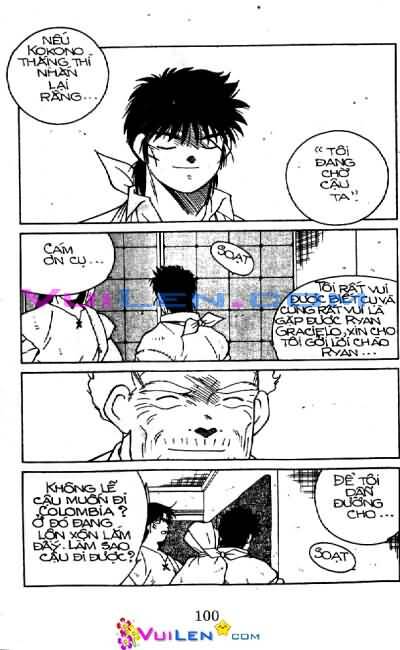 NẾU
KOKONO
THẮNG THÌ
NHẮN
LẠI
RẰNG...
"TÔI
ĐANG
CHỜ
CẬU
TA."
CÁM
ƠN CỤ...
SOẠT
TÔI RẤT VUI
ĐƯỢC BIẾT CỤ VÀ
CŨNG RẤT VUI LÀ
GẶP ĐƯỢC RYAN
GRACIELO, XIN CHO
TÔI GỞI LỜI CHÀO
RYAN...
KHÔNG LẼ
CẬU MUỐN ĐI
COLOMBIA?
Ở ĐÓ ĐANG
LỘN XỘN LẮM
ĐẤY. LÀM SAO
CẬU ĐI ĐƯỢC?
ĐỂ TÔI
DẪN
ĐƯỜNG
CHO...
SOẠT
100
VUILEN.COM